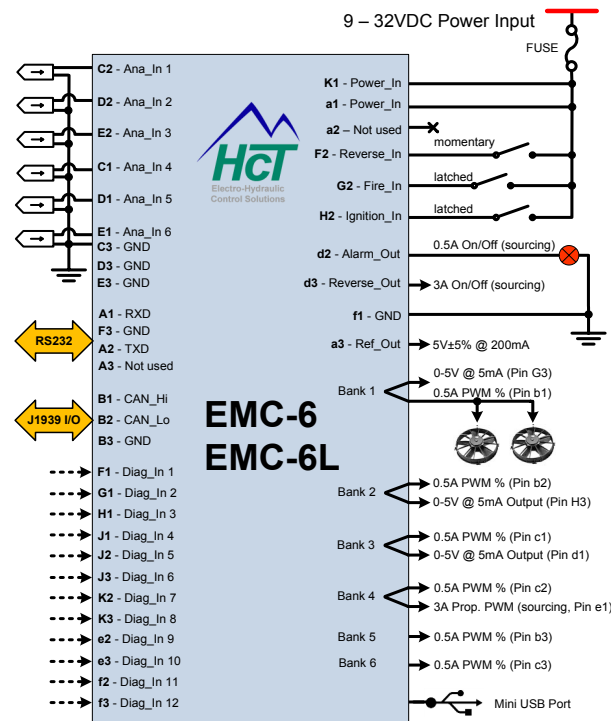 9 – 32VDC Power Input
FUSE
C2 - Ana_In 1
D2 - Ana_In 2
E2 - Ana_In 3
C1 - Ana_In 4
D1 - Ana_In 5
E1 - Ana_In 6
C3 - GND
D3 - GND
E3 - GND
A1 - RXD
F3 - GND
A2 - TXD
A3 - Not used
RS232
B1 - CAN_Hi
B2 - CAN_Lo
B3 - GND
J1939 I/O
F1 - Diag_In 1
G1 - Diag_In 2
H1 - Diag_In 3
J1 - Diag_In 4
J2 - Diag_In 5
J3 - Diag_In 6
K2 - Diag_In 7
K3 - Diag_In 8
e2 - Diag_In 9
e3 - Diag_In 10
f2 - Diag_In 11
f3 - Diag_In 12
HCT
Electro-Hydraulic
Control Solutions
EMC-6
EMC-6L
K1 - Power_In
a1 - Power_In
a2 – Not used
F2 - Reverse_In
momentary
G2 - Fire_In
latched
H2 - Ignition_In
latched
d2 - Alarm_Out
0.5A On/Off (sourcing)
d3 - Reverse_Out
3A On/Off (sourcing)
f1 - GND
a3 - Ref_Out
5V±5% @ 200mA
Bank 1
0-5V @ 5mA (Pin G3)
0.5A PWM % (Pin b1)
Bank 2
0.5A PWM % (Pin b2)
0-5V @ 5mA Output (Pin H3)
Bank 3
0.5A PWM % (Pin c1)
0-5V @ 5mA Output (Pin d1)
Bank 4
0.5A PWM % (Pin c2)
3A Prop. PWM (sourcing, Pin e1)
Bank 5
0.5A PWM % (Pin b3)
Bank 6
0.5A PWM % (Pin c3)
Mini USB Port